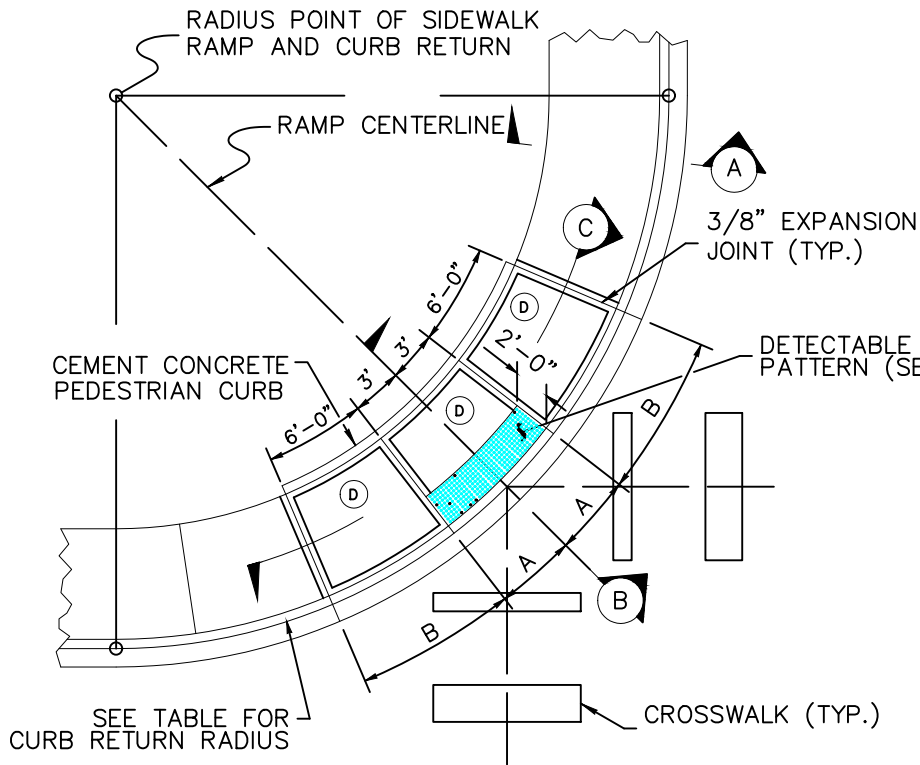 RADIUS POINT OF SIDEWALK
RAMP AND CURB RETURN
RAMP CENTERLINE
A
3/8" EXPANSION
JOINT (TYP.)
C
6'-0"
D
3'
2'-0"
DETECTABLE
PATTERN (SE
CEMENT CONCRETE
PEDESTRIAN CURB
3'
D
B
6'-0"
D
A
A
B
B
SEE TABLE FOR
CURB RETURN RADIUS
CROSSWALK (TYP.)